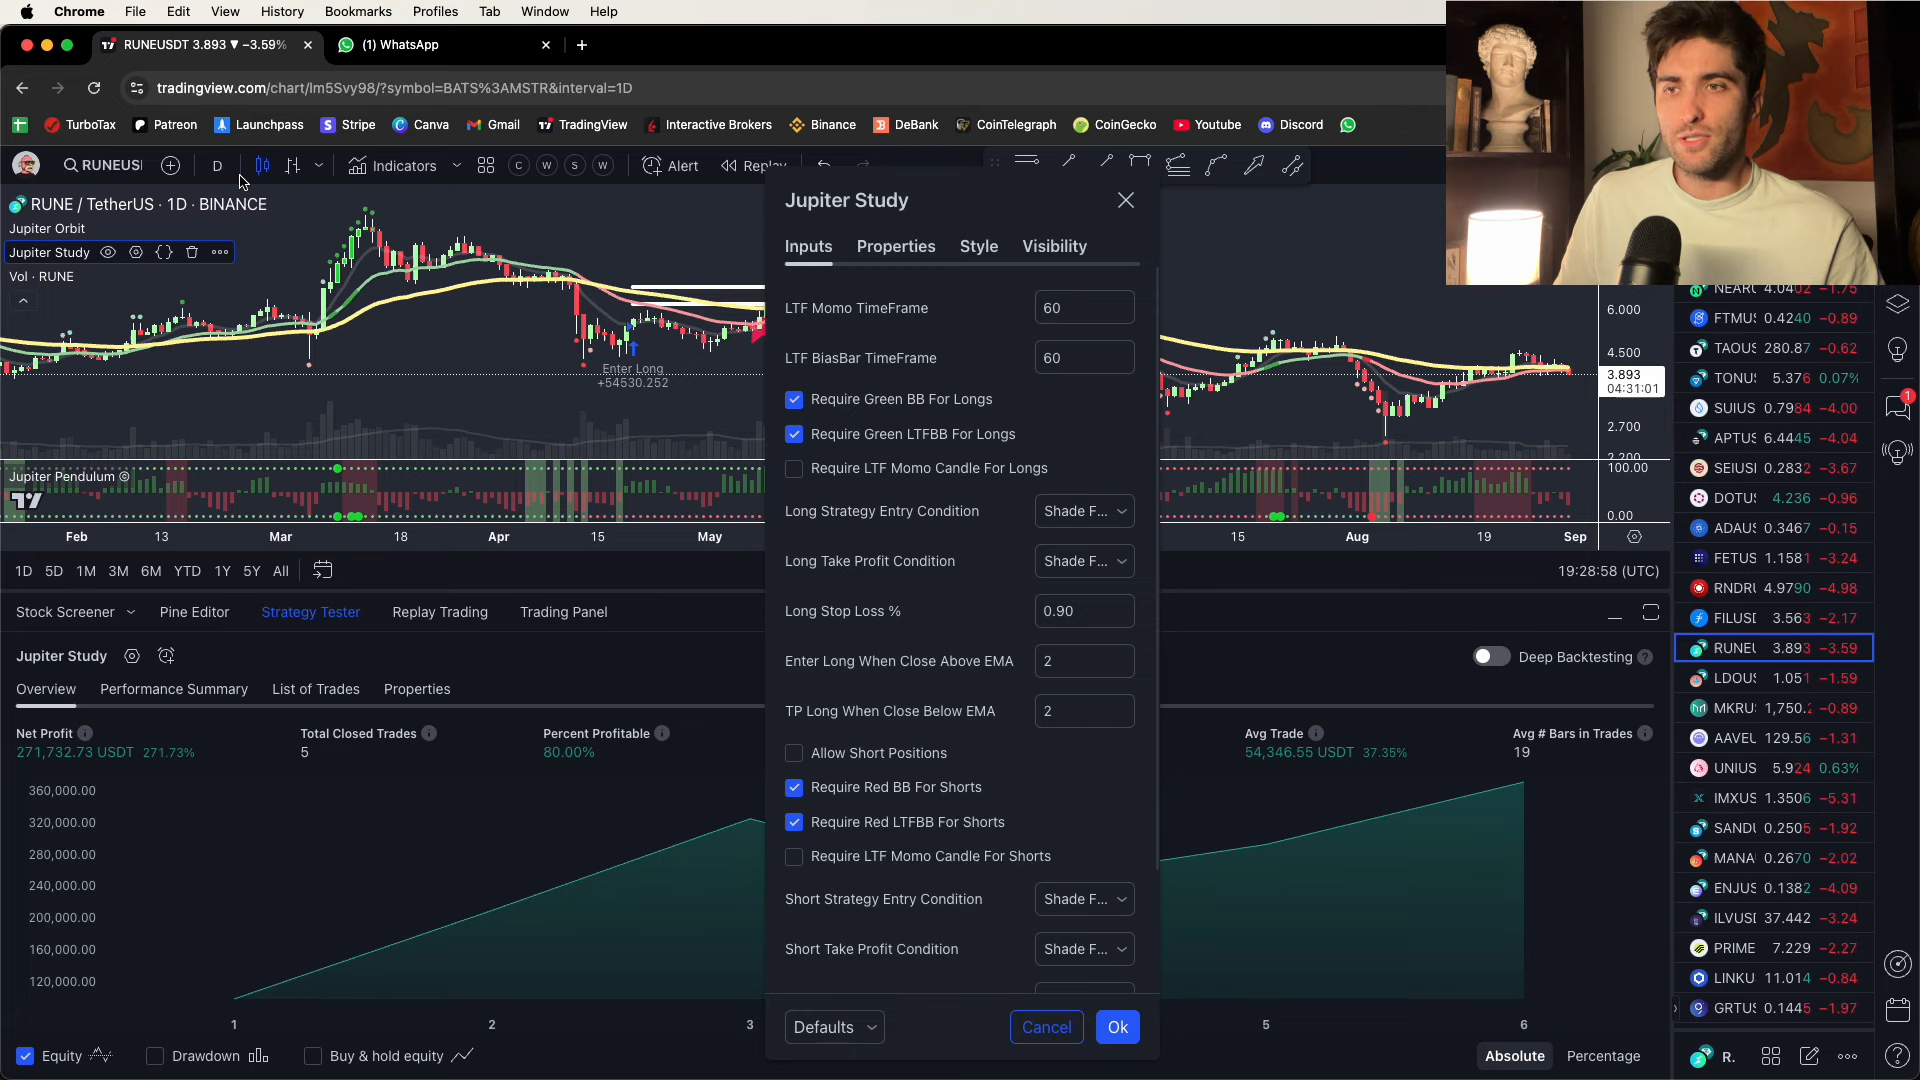 Chrome File Edit View History Bookmarks Profiles Tab Window Help
RUNEUSDT 3.893 ▼ −3.59% (1) WhatsApp
tradingview.com/chart/lm5Svy98/?symbol=BATS%3AMSTR&interval=1D
TurboTax Patreon Launchpass Stripe Canva Gmail TradingView Interactive Brokers Binance DeBank CoinTelegraph CoinGecko Youtube Discord
RUNEUSI D Indicators C W S W Alert Replay
RUNE / TetherUS · 1D · BINANCE
Jupiter Orbit
Jupiter Study
Vol · RUNE
Enter Long
+54530.252
Jupiter Pendulum
Feb 13 Mar 18 Apr 15 May 15 Aug 19 Sep
6.000
4.500
3.893
04:31:01
2.700
2.200
100.00
0.00
1D 5D 1M 3M 6M YTD 1Y 5Y All 19:28:58 (UTC)
Stock Screener Pine Editor Strategy Tester Replay Trading Trading Panel
Jupiter Study Deep Backtesting
Overview Performance Summary List of Trades Properties
Net Profit Total Closed Trades Percent Profitable Avg Trade Avg # Bars in Trades
271,732.73 USDT 271.73% 5 80.00% 54,346.55 USDT 37.35% 19
360,000.00
320,000.00
280,000.00
240,000.00
200,000.00
160,000.00
120,000.00
1 2 3 5 6
Equity Drawdown Buy & hold equity Absolute Percentage
Jupiter Study
Inputs Properties Style Visibility
LTF Momo TimeFrame 60
LTF BiasBar TimeFrame 60
Require Green BB For Longs
Require Green LTFBB For Longs
Require LTF Momo Candle For Longs
Long Strategy Entry Condition Shade F...
Long Take Profit Condition Shade F...
Long Stop Loss % 0.90
Enter Long When Close Above EMA 2
TP Long When Close Below EMA 2
Allow Short Positions
Require Red BB For Shorts
Require Red LTFBB For Shorts
Require LTF Momo Candle For Shorts
Short Strategy Entry Condition Shade F...
Short Take Profit Condition Shade F...
Defaults Cancel Ok
NEARU 4.0402 −1.75
FTMUS 0.4240 −0.89
TAOUS 280.87 −0.62
TONUS 5.376 0.07%
SUIUS 0.7984 −4.00
APTUS 6.4445 −4.04
SEIUSI 0.2832 −3.67
DOTUS 4.236 −0.96
ADAUS 0.3467 −0.15
FETUS 1.1581 −3.24
RNDRU 4.9790 −4.98
FILUSD 3.563 −2.17
RUNEU 3.893 −3.59
LDOUS 1.051 −1.59
MKRUS 1,750.2 −0.89
AAVEU 129.56 −1.31
UNIUS 5.924 0.63%
IMXUS 1.3506 −5.31
SANDU 0.2505 −1.92
MANA 0.2670 −2.02
ENJUS 0.1382 −4.09
ILVUSD 37.442 −3.24
PRIME 7.229 −2.27
LINKU 11.014 −0.84
GRTUS 0.1445 −1.97
R.
1